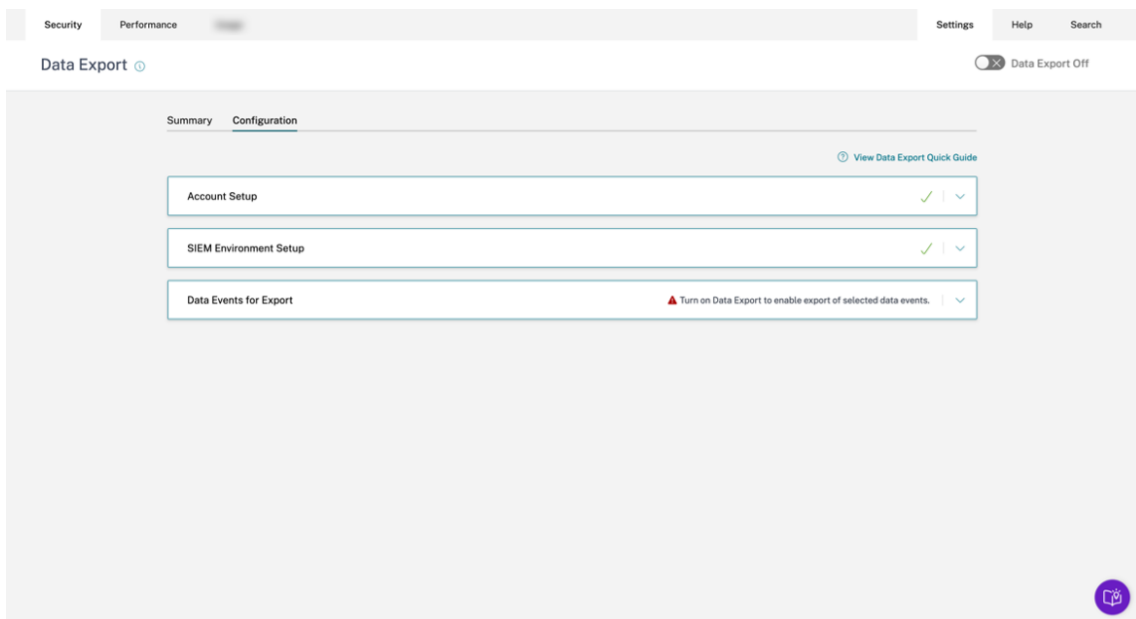 Security Performance Settings Help Search
Data Export Data Export Off
Summary Configuration
View Data Export Quick Guide
Account Setup
SIEM Environment Setup
Data Events for Export Turn on Data Export to enable export of selected data events.